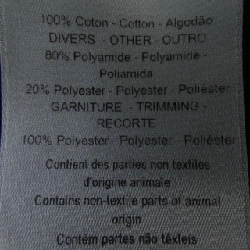 100% Coton - Cotton - Algodão
DIVERS - OTHER - OUTRO
80% Polyamide - Polyamide -
Poliamida
20% Polyester - Polyester - Poliéster
GARNITURE - TRIMMING -
RECORTE
100% Polyester - Polyester - Poliéster
Contient des parties non textiles
d'origine animale
Contains non-textile parts of animal
origin
Contém partes não têxteis